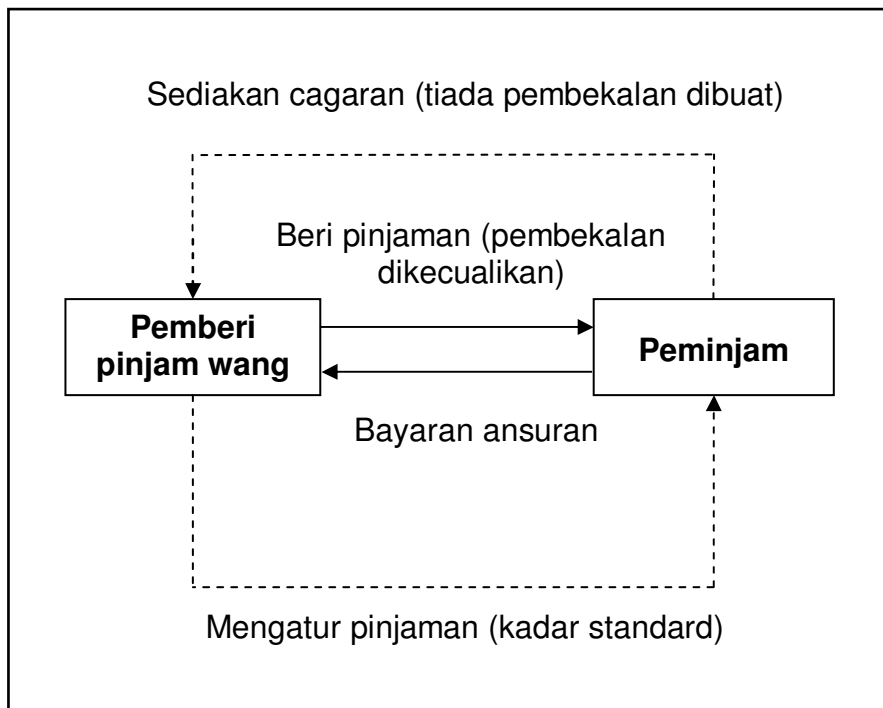 Sediakan cagaran (tiada pembekalan dibuat)
Beri pinjaman (pembekalan
dikecualikan)
Pemberi
pinjam wang
Peminjam
Bayaran ansuran
Mengatur pinjaman (kadar standard)